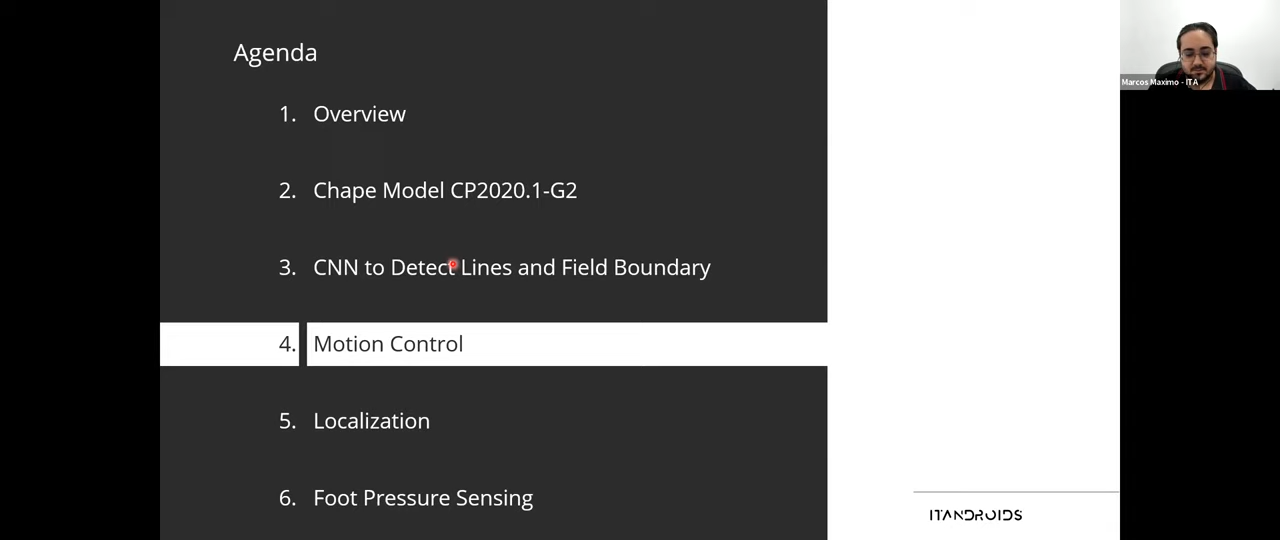 Agenda
1. Overview
2. Chape Model CP2020.1-G2
3. CNN to Detect Lines and Field Boundary
4. Motion Control
5. Localization
6. Foot Pressure Sensing
ITANDROIDS
Marcos Maximo - ITA